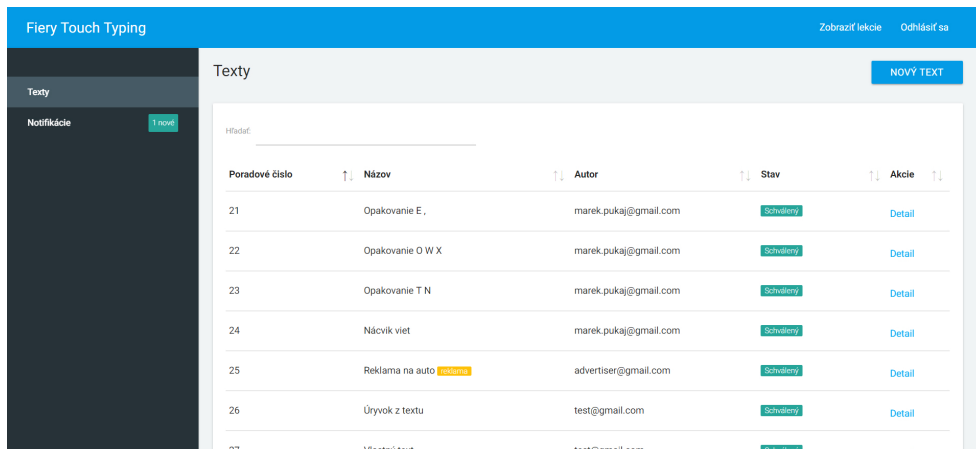 Fiery Touch Typing Zobraziť lekcie Odhlásiť sa
Texty NOVÝ TEXT
Texty
Notifikácie 1 nové
Hľadať:
Poradové čislo Názov Autor Stav Akcie
21 Opakovanie E , marek.pukaj@gmail.com Schválený Detail
22 Opakovanie O W X marek.pukaj@gmail.com Schválený Detail
23 Opakovanie T N marek.pukaj@gmail.com Schválený Detail
24 Nácvik viet marek.pukaj@gmail.com Schválený Detail
25 Reklama na auto reklama advertiser@gmail.com Schválený Detail
26 Úryvok z textu test@gmail.com Schválený Detail